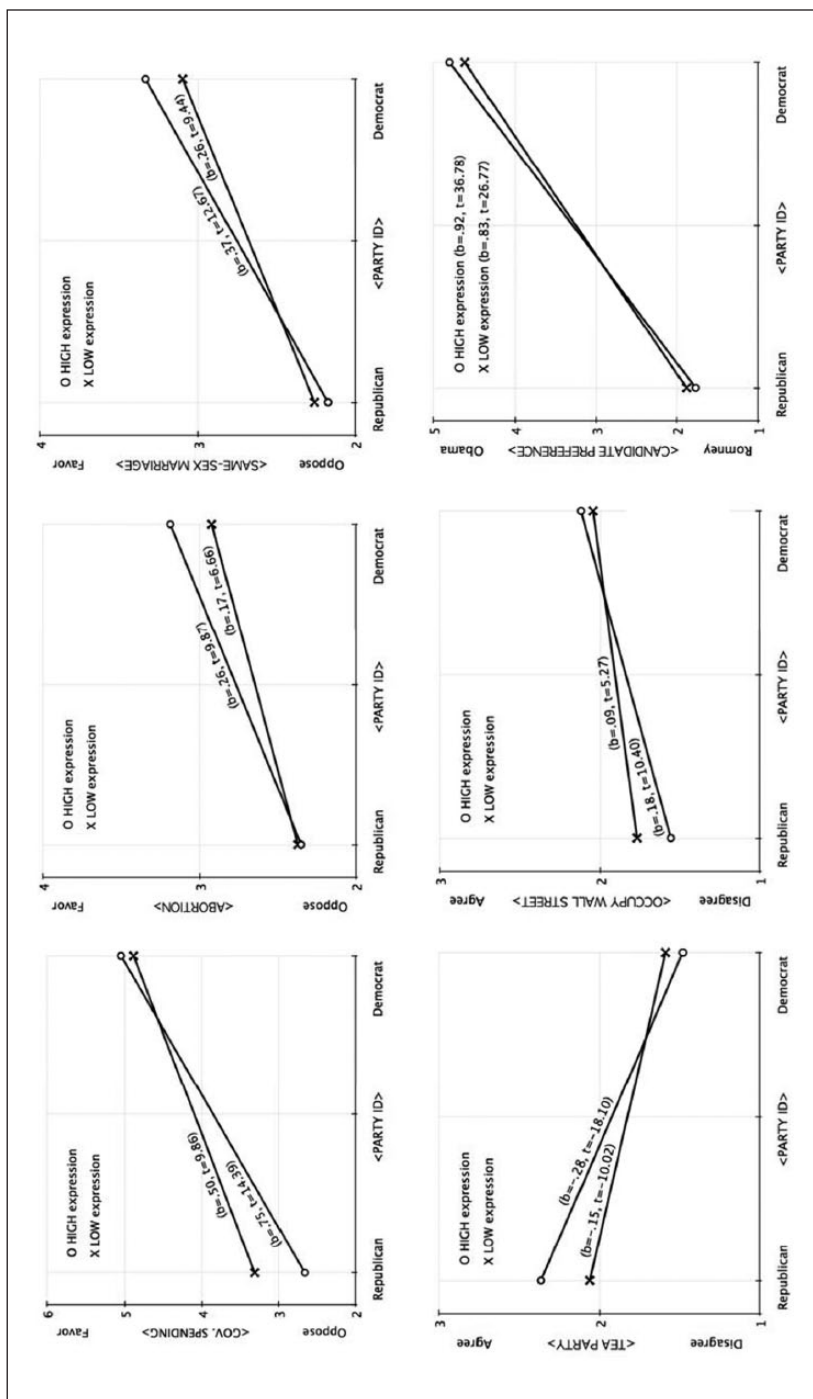 6
5
4
3
2
Favor
<GOV. SPENDING>
Oppose
O HIGH expression
X LOW expression
(b=.50, t=9.86)
(b=.75, t=14.39)
Republican
<PARTY ID>
Democrat
4
3
2
Favor
<ABORTION>
Oppose
O HIGH expression
X LOW expression
(b=.26, t=9.87)
(b=.17, t=6.66)
Republican
<PARTY ID>
Democrat
4
3
2
Favor
<SAME-SEX MARRIAGE>
Oppose
O HIGH expression
X LOW expression
(b=.37, t=12.67)
(b=.26, t=9.44)
Republican
<PARTY ID>
Democrat
3
2
1
Agree
<TEA PARTY>
Disagree
O HIGH expression
X LOW expression
(b=-.28, t=-18.10)
(b=-.15, t=-10.02)
Republican
<PARTY ID>
Democrat
3
2
1
Agree
<OCCUPY WALL STREET>
Disagree
O HIGH expression
X LOW expression
(b=.09, t=5.27)
(b=.18, t=10.40)
Republican
<PARTY ID>
Democrat
5
4
3
2
1
Obama
<CANDIDATE PREFERENCE>
Romney
O HIGH expression (b=.92, t=36.78)
X LOW expression (b=.83, t=26.77)
Republican
<PARTY ID>
Democrat